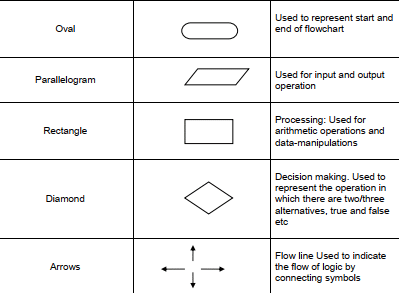 Oval
Used to represent start and
end of flowchart
Parallelogram
Used for input and output
operation
Rectangle
Processing: Used for
arithmetic operations and
data-manipulations
Diamond
Decision making. Used to
represent the operation in
which there are two/three
alternatives, true and false
etc
Arrows
Flow line Used to indicate
the flow of logic by
connecting symbols